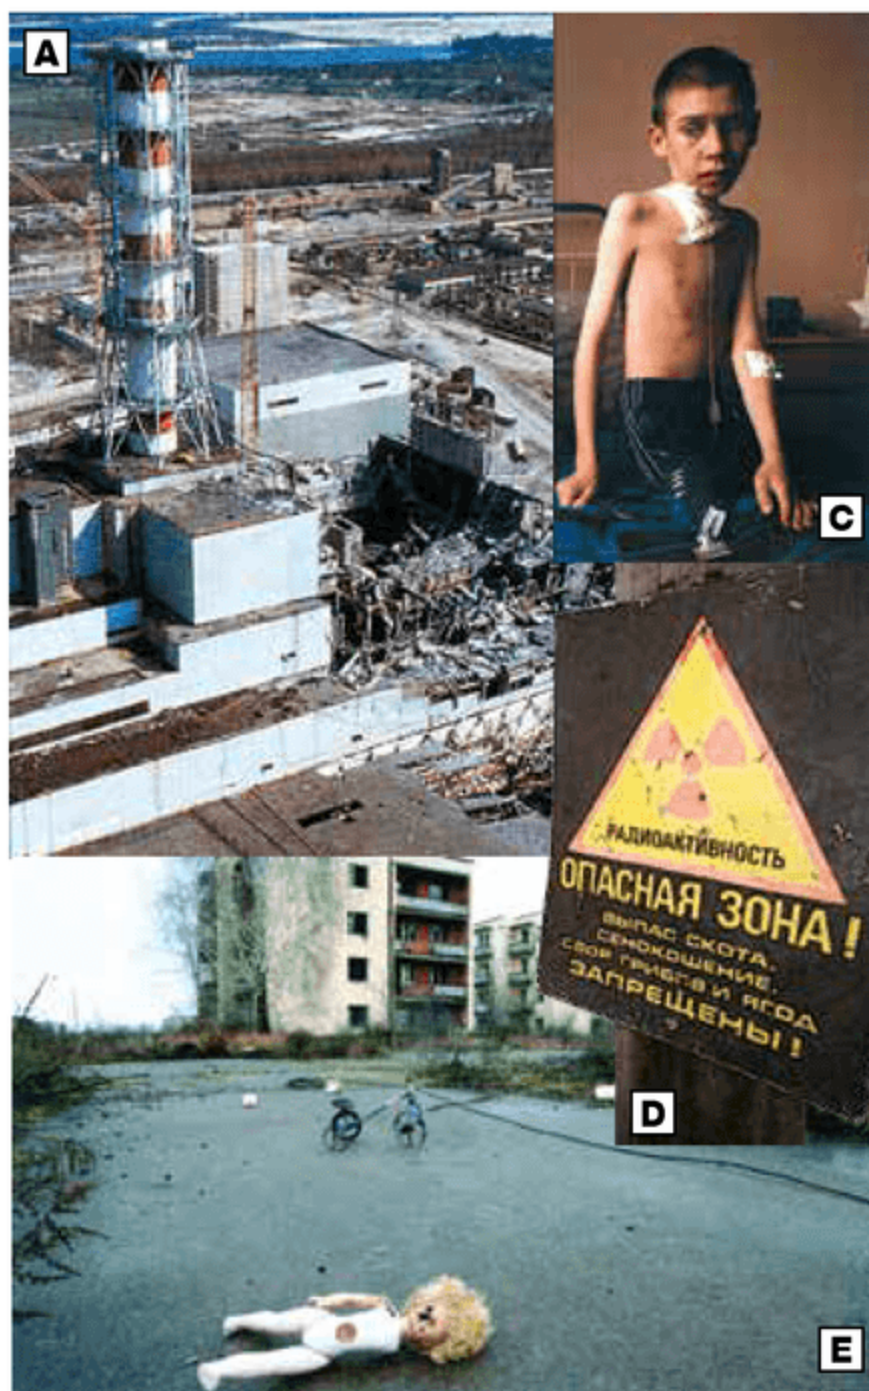 A
C
РАДИОАКТИВНОСТЬ
ОПАСНАЯ ЗОНА!
ВЫПАС СКОТА,
СЕНОКОШЕНИЕ,
СБОР ГРИБОВ И ЯГОД
ЗАПРЕЩЕНЫ!
D
E